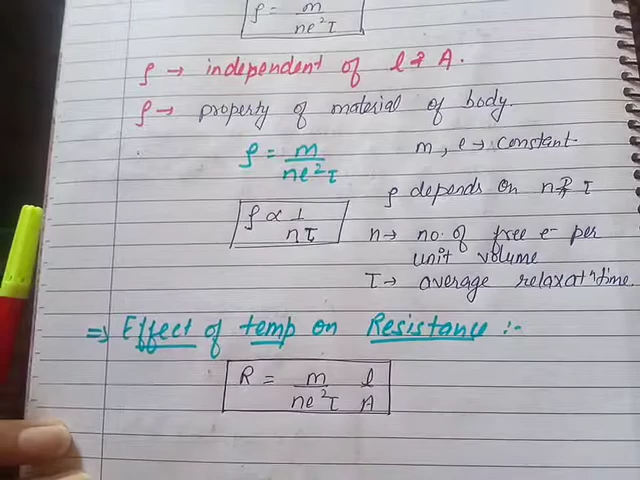 ρ = m/ne²τ
ρ → independent of l & A.
ρ → property of material of body.
ρ = m/ne²τ
m, e → constant
ρ depends on n & τ
ρ ∝ 1/nτ
n → no. of free e⁻ per
unit volume
τ → average relaxatⁿ time.
⇒ Effect of temp on Resistance :-
R = m/ne²τ l/A